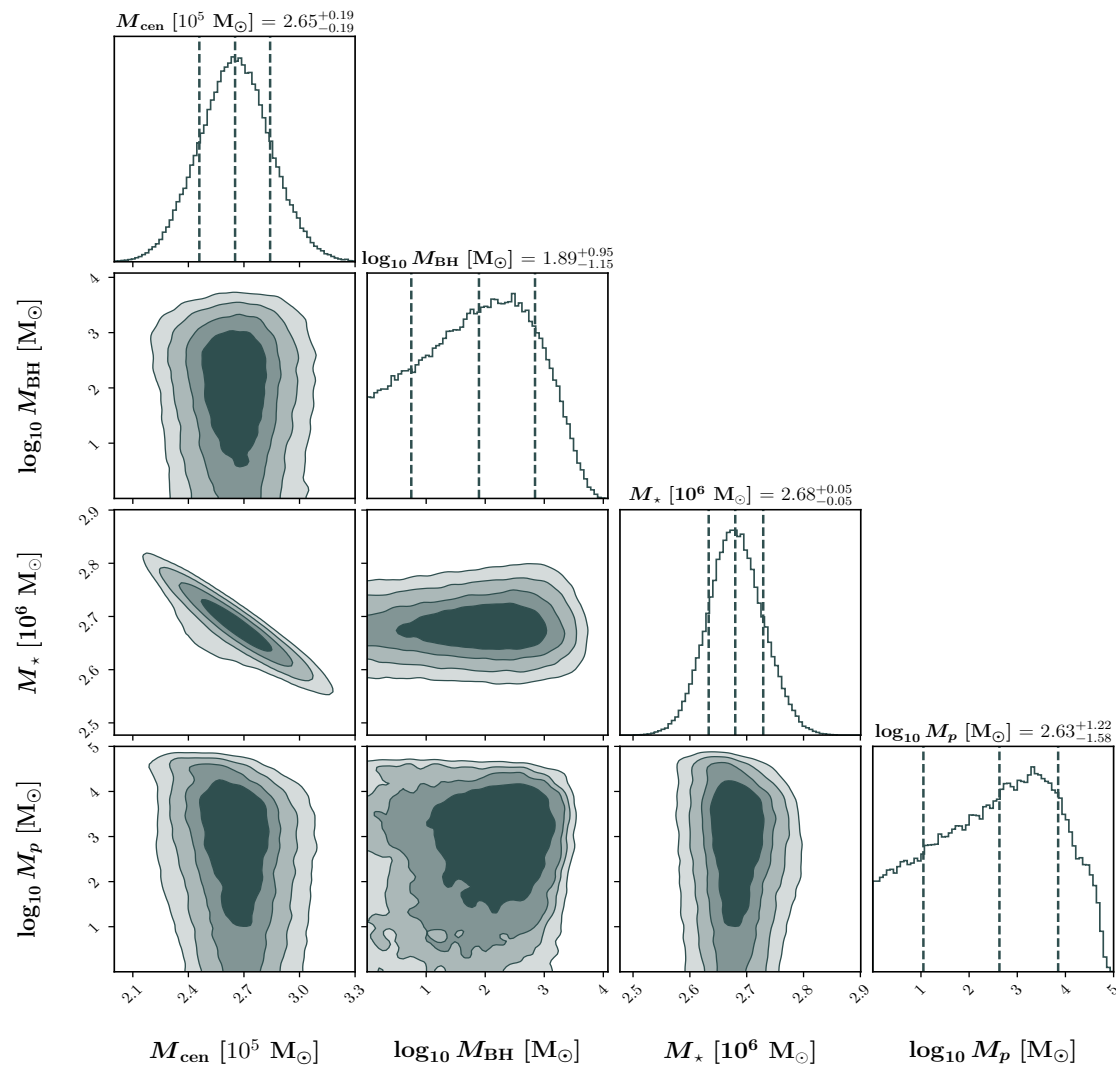 M_cen [10^5 M_⊙] = 2.65^{+0.19}_{−0.19}
log_10 M_BH [M_⊙] = 1.89^{+0.95}_{−1.15}
log_10 M_BH [M_⊙]
4
3
2
1
M_⋆ [10^6 M_⊙] = 2.68^{+0.05}_{−0.05}
M_⋆ [10^6 M_⊙]
2.9
2.8
2.7
2.6
2.5
log_10 M_p [M_⊙] = 2.63^{+1.22}_{−1.58}
log_10 M_p [M_⊙]
5
4
3
2
1
2.1 2.4 2.7 3.0 3.3
1 2 3 4
2.5 2.6 2.7 2.8 2.9
1 2 3 4 5
M_cen [10^5 M_⊙]
log_10 M_BH [M_⊙]
M_⋆ [10^6 M_⊙]
log_10 M_p [M_⊙]